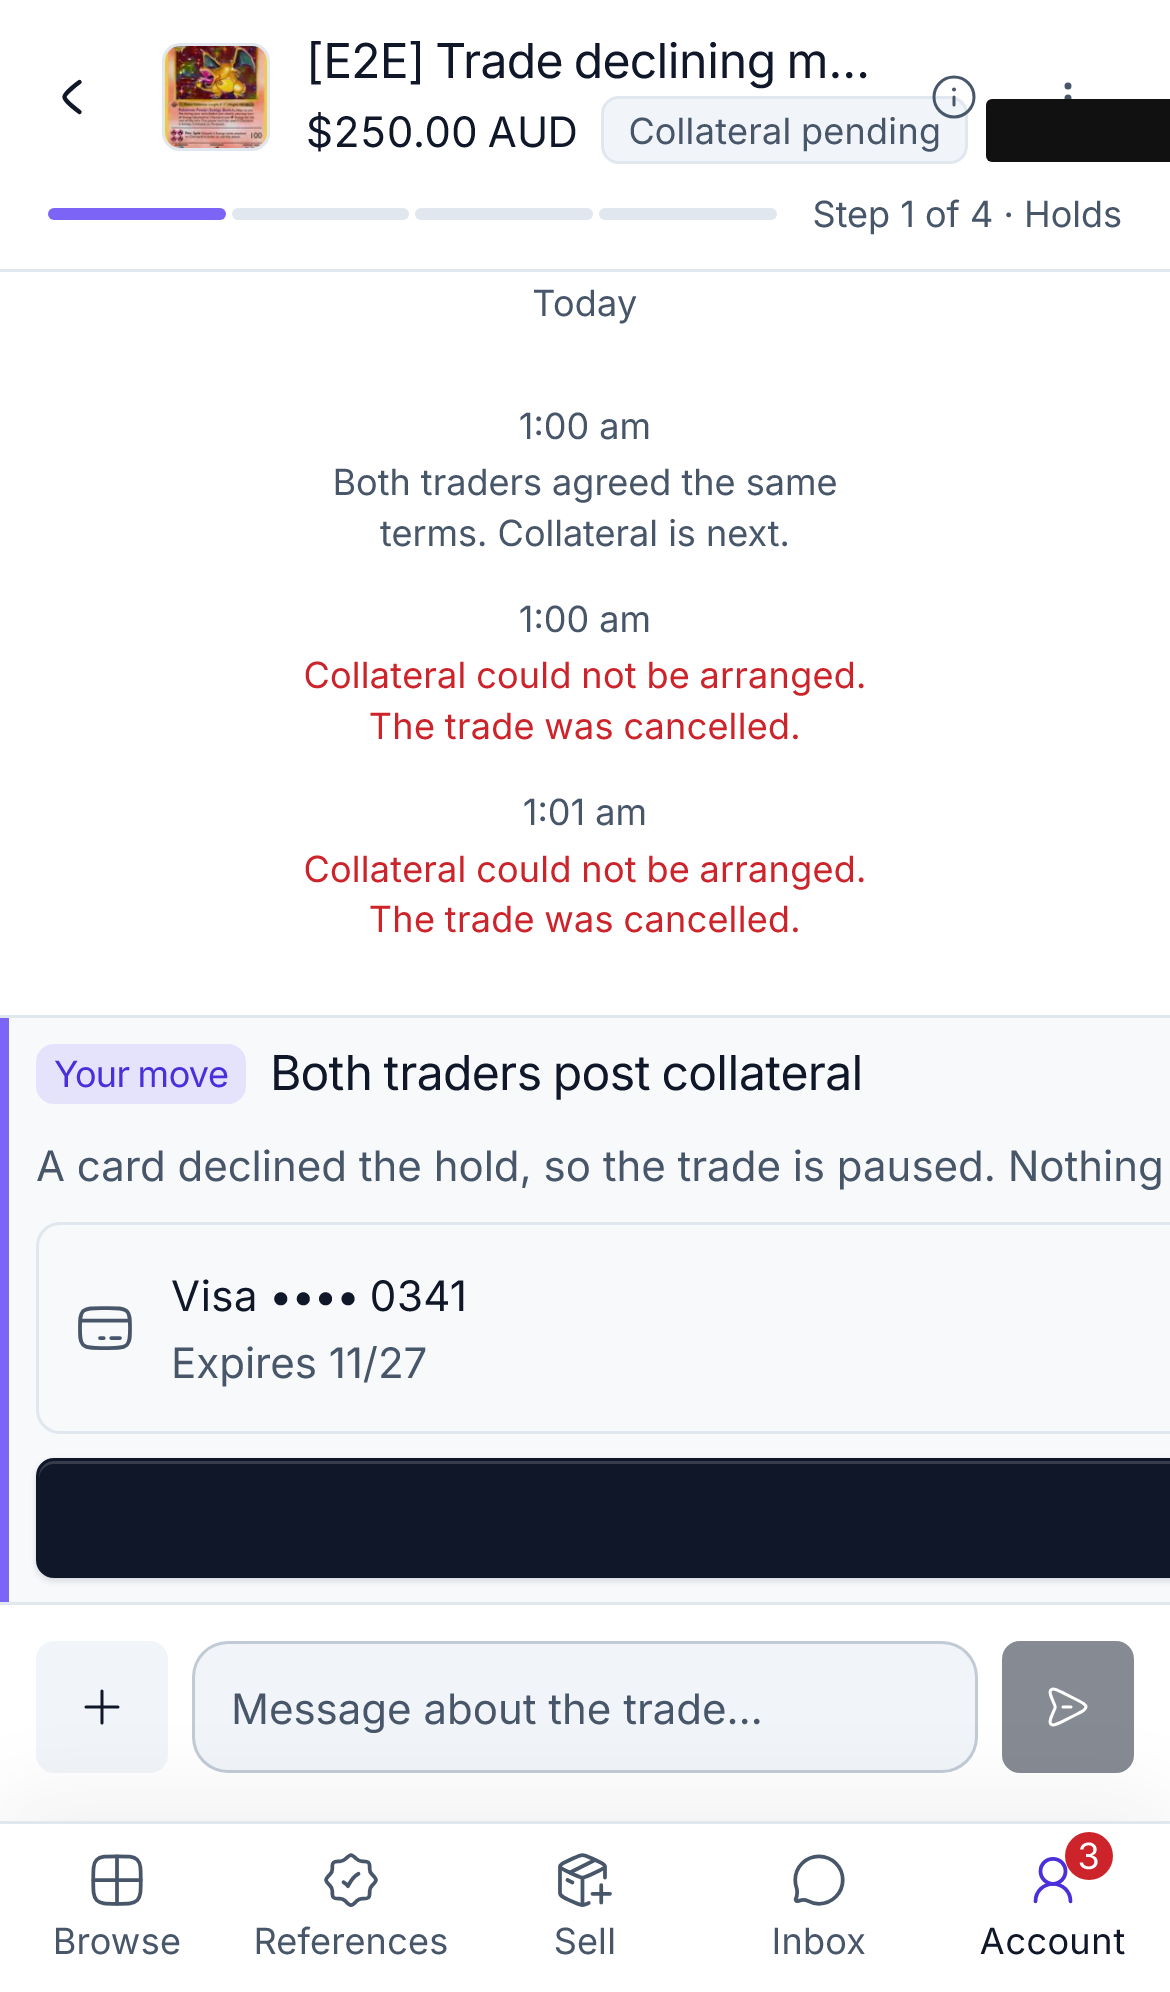 [E2E] Trade declining m...
$250.00 AUD
Collateral pending
Step 1 of 4 · Holds
Today
1:00 am
Both traders agreed the same
terms. Collateral is next.
1:00 am
Collateral could not be arranged.
The trade was cancelled.
1:01 am
Collateral could not be arranged.
The trade was cancelled.
Your move
Both traders post collateral
A card declined the hold, so the trade is paused. Nothing
Visa •••• 0341
Expires 11/27
Message about the trade...
Browse
References
Sell
Inbox
3
Account